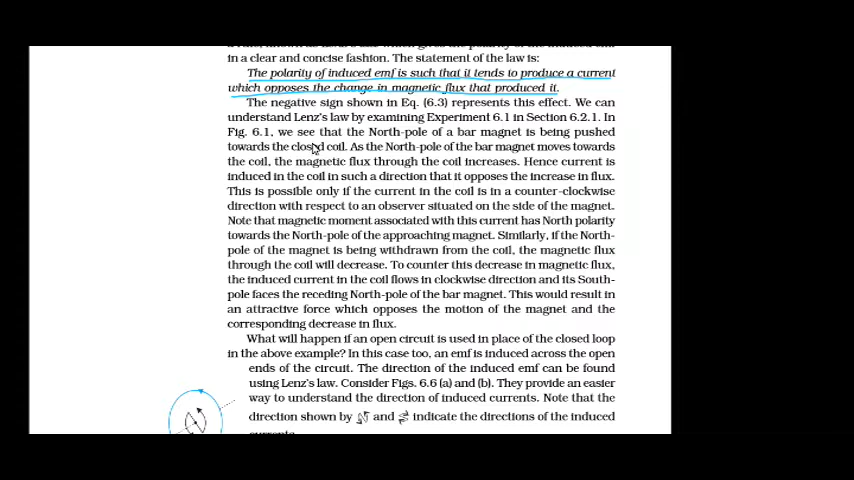 in a clear and concise fashion. The statement of the law is:
The polarity of induced emf is such that it tends to produce a current
which opposes the change in magnetic flux that produced it.
The negative sign shown in Eq. (6.3) represents this effect. We can
understand Lenz's law by examining Experiment 6.1 in Section 6.2.1. In
Fig. 6.1, we see that the North-pole of a bar magnet is being pushed
towards the closed coil. As the North-pole of the bar magnet moves towards
the coil, the magnetic flux through the coil increases. Hence current is
induced in the coil in such a direction that it opposes the increase in flux.
This is possible only if the current in the coil is in a counter-clockwise
direction with respect to an observer situated on the side of the magnet.
Note that magnetic moment associated with this current has North polarity
towards the North-pole of the approaching magnet. Similarly, if the North-
pole of the magnet is being withdrawn from the coil, the magnetic flux
through the coil will decrease. To counter this decrease in magnetic flux,
the induced current in the coil flows in clockwise direction and its South-
pole faces the receding North-pole of the bar magnet. This would result in
an attractive force which opposes the motion of the magnet and the
corresponding decrease in flux.
What will happen if an open circuit is used in place of the closed loop
in the above example? In this case too, an emf is induced across the open
ends of the circuit. The direction of the induced emf can be found
using Lenz's law. Consider Figs. 6.6 (a) and (b). They provide an easier
way to understand the direction of induced currents. Note that the
direction shown by N and S indicate the directions of the induced
currents.